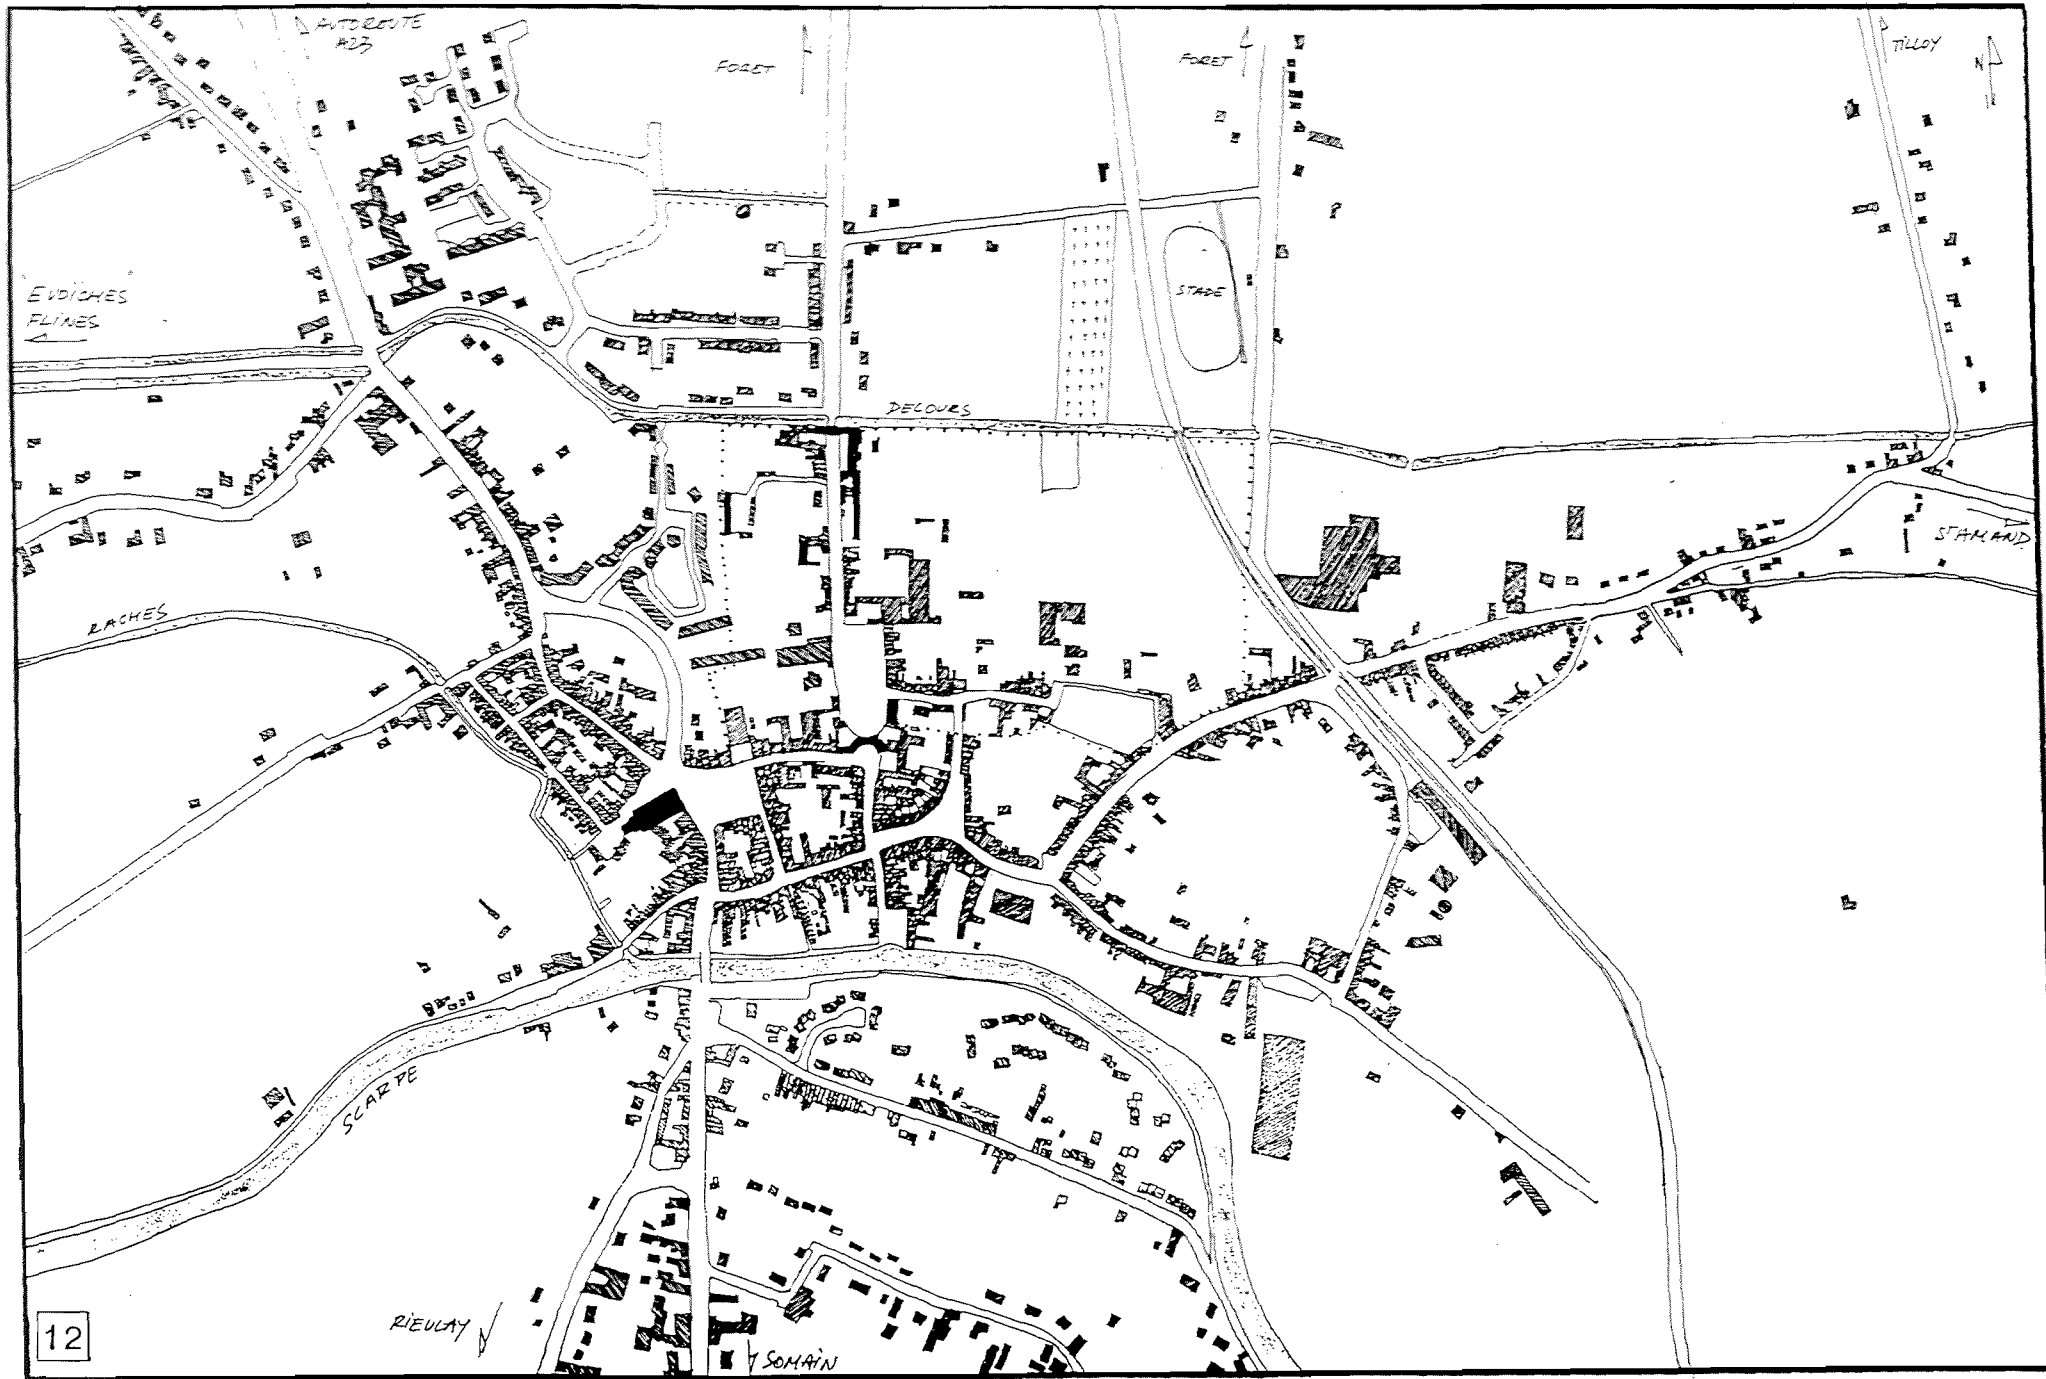 AUTOROUTE
A23
FORET
FORET
TILLOY
N
EVOICHES
FLINES
STADE
DECOURS
ST AMAND
RACHES
SCARPE
P
RIEULAY
SOMAIN
12